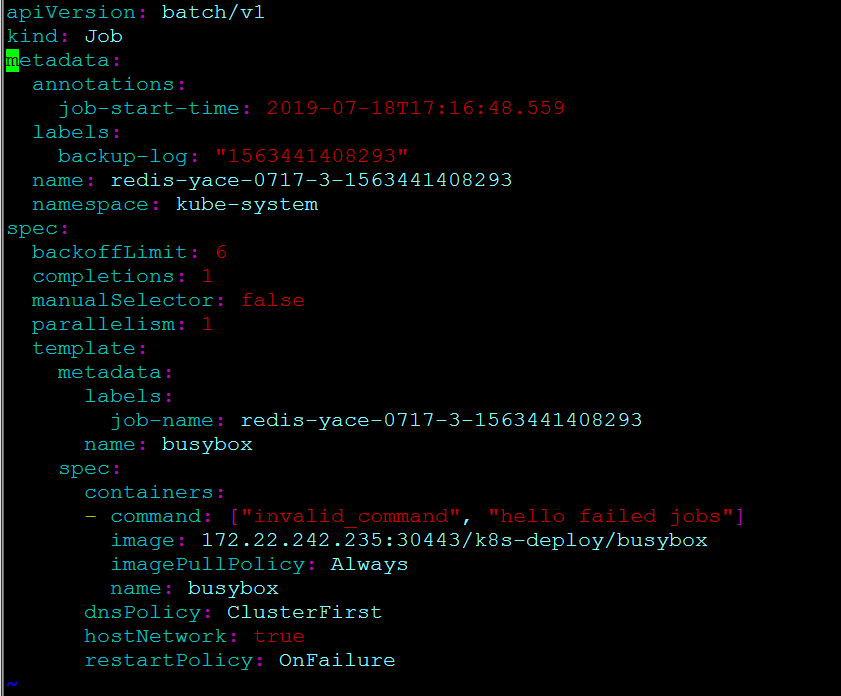 apiVersion: batch/v1
kind: Job
metadata:
  annotations:
    job-start-time: 2019-07-18T17:16:48.559
  labels:
    backup-log: "1563441408293"
  name: redis-yace-0717-3-1563441408293
  namespace: kube-system
spec:
  backoffLimit: 6
  completions: 1
  manualSelector: false
  parallelism: 1
  template:
    metadata:
      labels:
        job-name: redis-yace-0717-3-1563441408293
      name: busybox
    spec:
      containers:
      - command: ["invalid_command", "hello failed jobs"]
        image: 172.22.242.235:30443/k8s-deploy/busybox
        imagePullPolicy: Always
        name: busybox
      dnsPolicy: ClusterFirst
      hostNetwork: true
      restartPolicy: OnFailure
~